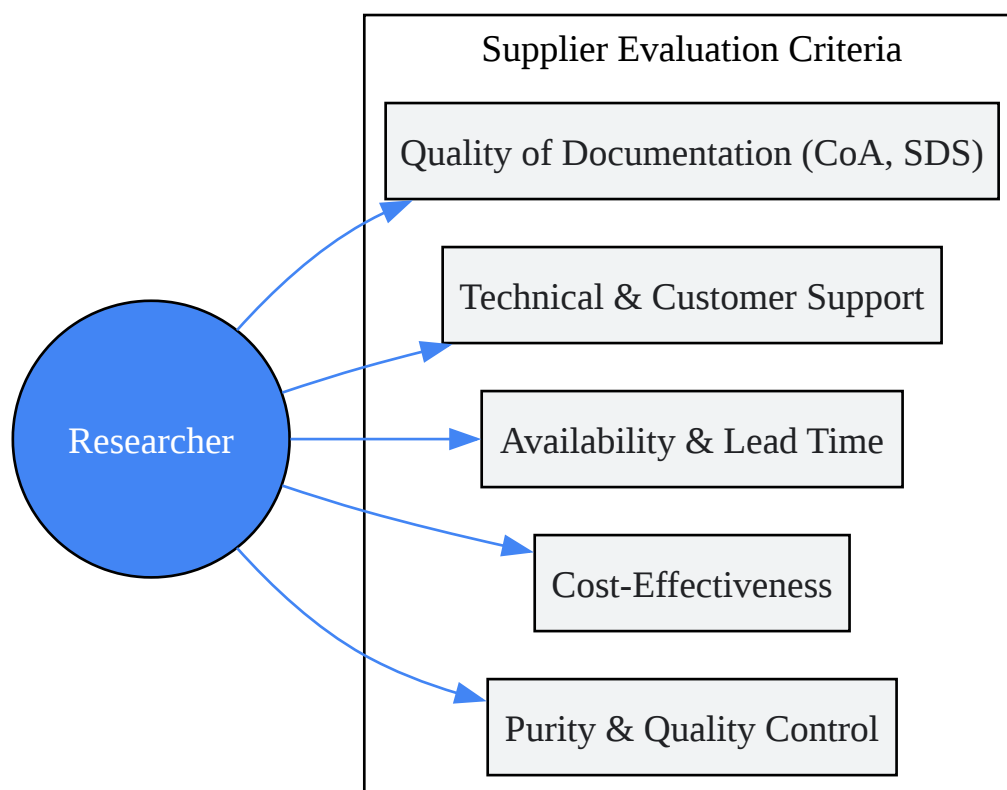 Supplier Evaluation Criteria
Quality of Documentation (CoA, SDS)
Technical & Customer Support
Researcher
Availability & Lead Time
Cost-Effectiveness
Purity & Quality Control